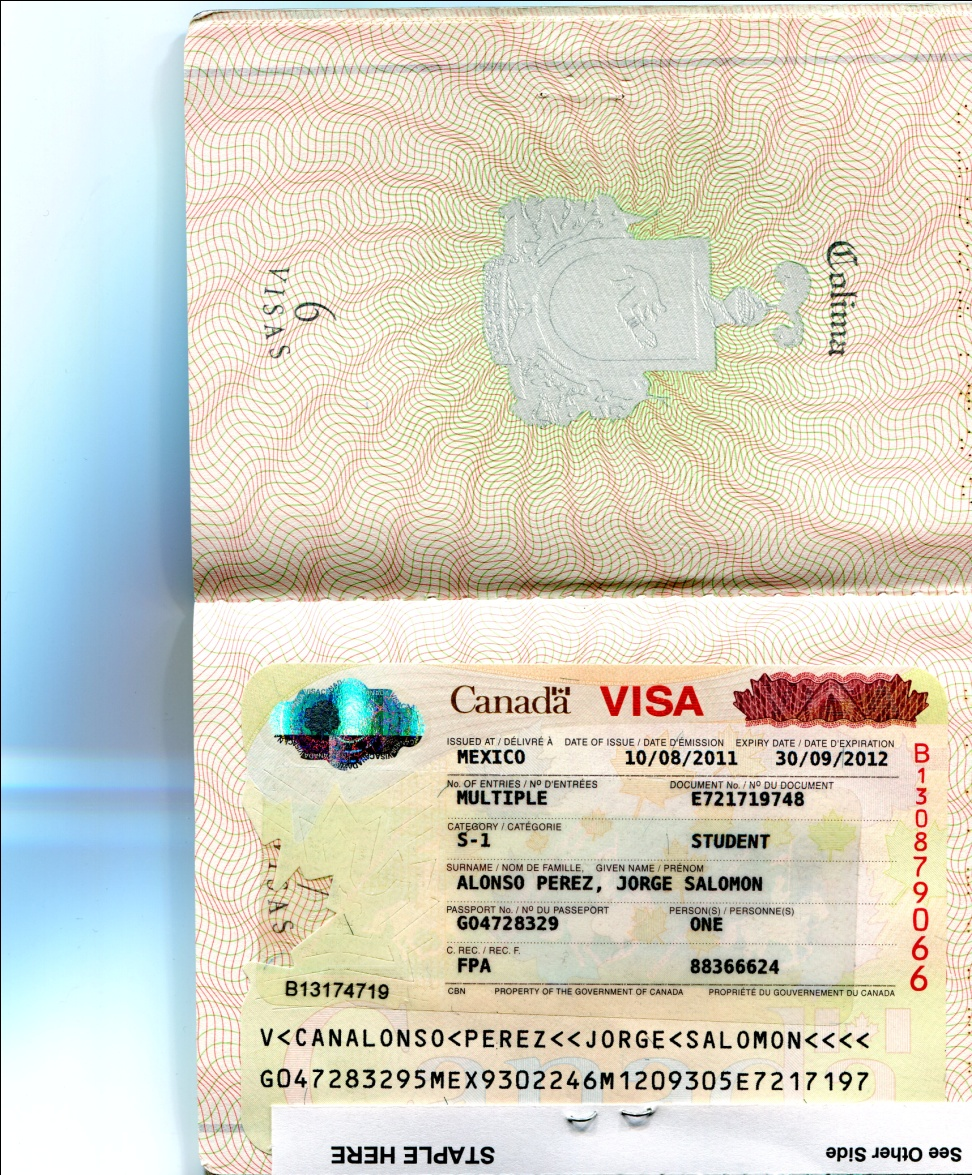 Colima
6
VISAS
Canada VISA
ISSUED AT / DÉLIVRÉ À DATE OF ISSUE / DATE D'ÉMISSION EXPIRY DATE / DATE D'EXPIRATION
MEXICO 10/08/2011 30/09/2012
No. OF ENTRIES / Nº D'ENTRÉES DOCUMENT No. / Nº DU DOCUMENT
MULTIPLE E721719748
CATEGORY / CATÉGORIE
S-1 STUDENT
SURNAME / NOM DE FAMILLE, GIVEN NAME / PRÉNOM
ALONSO PEREZ, JORGE SALOMON
PASSPORT No. / Nº DU PASSEPORT PERSON(S) / PERSONNE(S)
G04728329 ONE
C. REC. / REC. F.
FPA 88366624
CBN PROPERTY OF THE GOVERNMENT OF CANADA PROPRIÉTÉ DU GOUVERNEMENT DU CANADA
B130879066
B13174719
V<CANALONSO<PEREZ<<JORGE<SALOMON<<<<
G047283295MEX9302246M1209305E7217197
STAPLE HERE
See Other Side